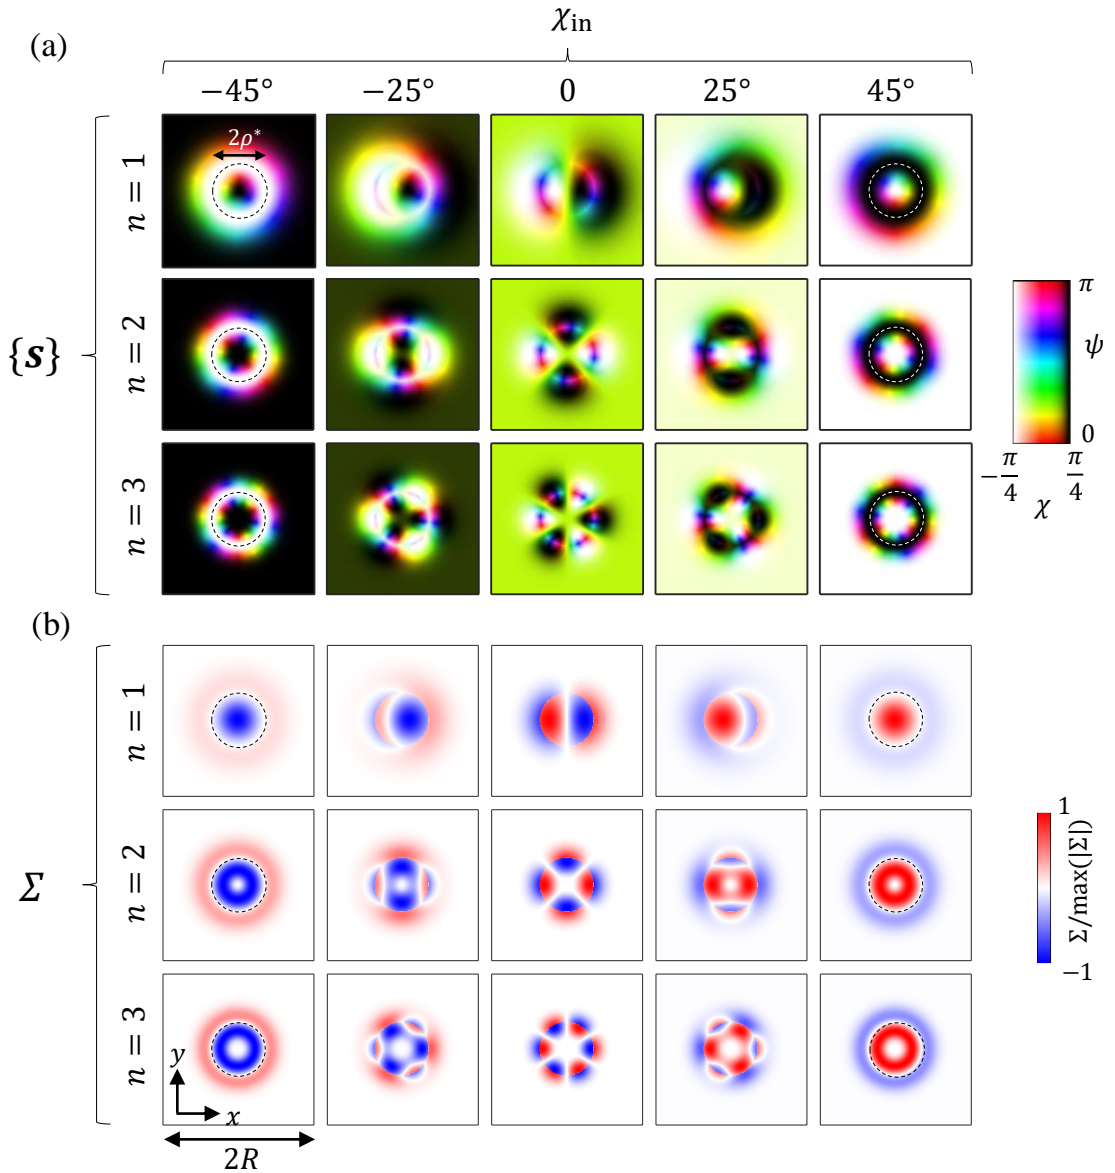 (a)
χin
−45° −25° 0 25° 45°
n = 1
2ρ*
n = 2
{s}
n = 3
π
ψ
0
−π/4 χ π/4
(b)
n = 1
n = 2
Σ
n = 3
1
Σ/max(|Σ|)
−1
y
x
2R